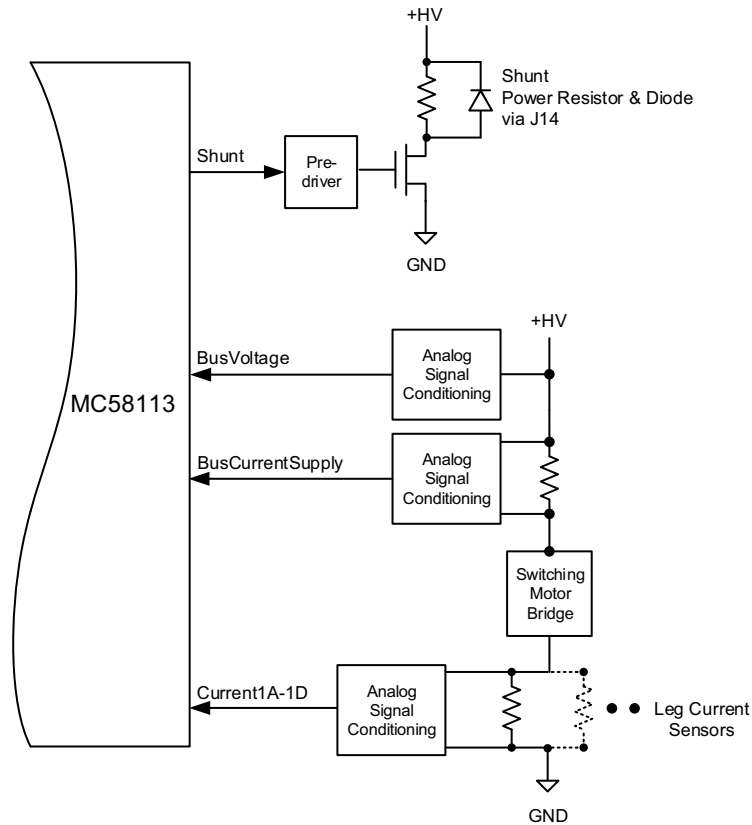 +HV
Shunt
Power Resistor & Diode
via J14
Shunt
Pre-
driver
GND
+HV
BusVoltage
Analog
Signal
Conditioning
MC58113
BusCurrentSupply
Analog
Signal
Conditioning
Switching
Motor
Bridge
Current1A-1D
Analog
Signal
Conditioning
Leg Current
Sensors
GND